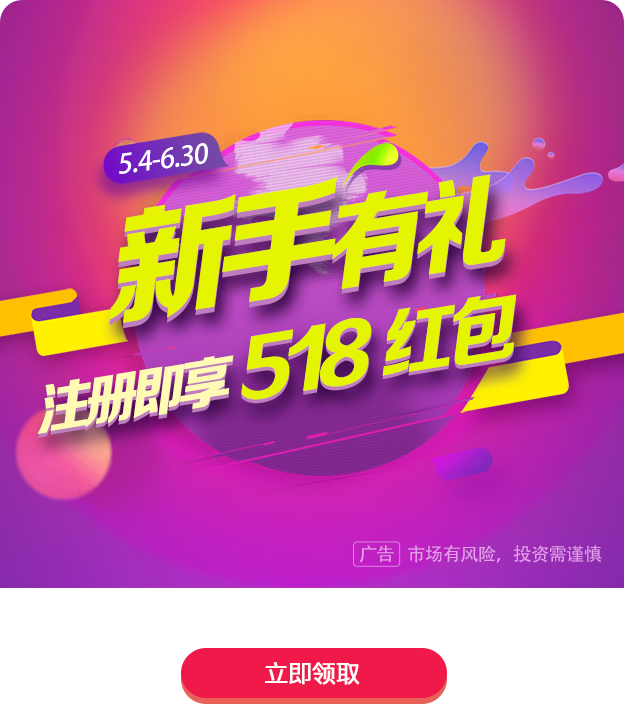 5.4-6.30
新手有礼
注册即享 518 红包
广告 市场有风险，投资需谨慎
立即领取